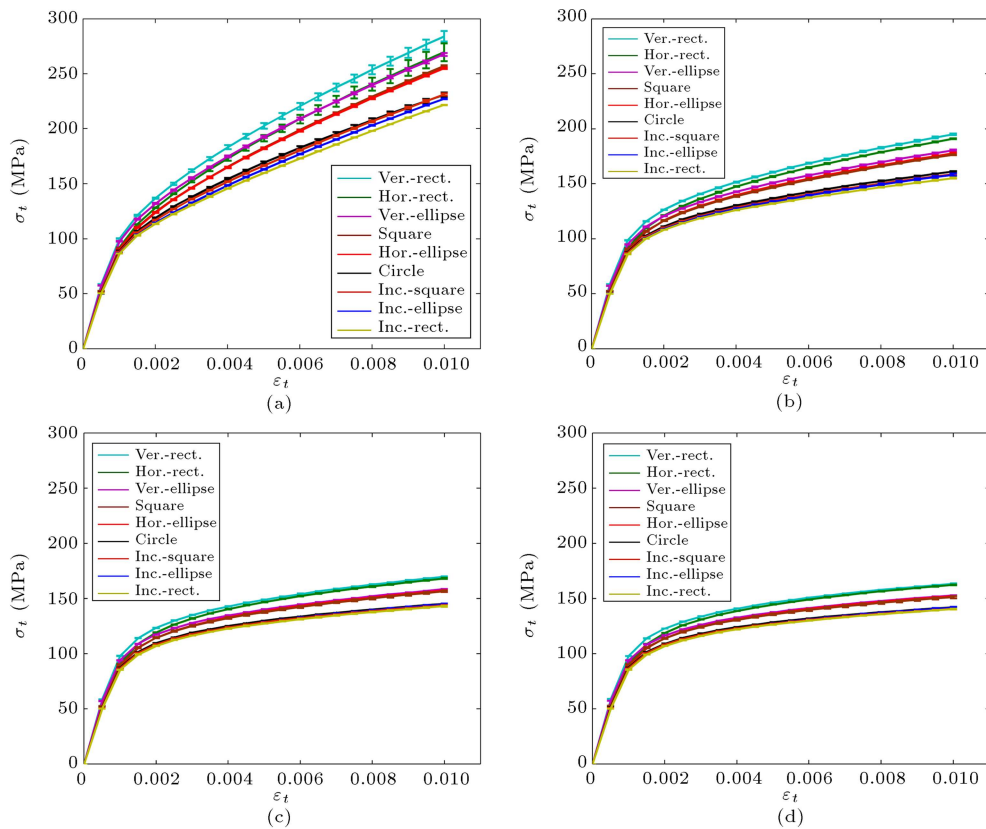 300
250
200
150
100
50
0
σt (MPa)
Ver.-rect.
Hor.-rect.
Ver.-ellipse
Square
Hor.-ellipse
Circle
Inc.-square
Inc.-ellipse
Inc.-rect.
0 0.002 0.004 0.006 0.008 0.010
εt
(a)
300
250
200
150
100
50
0
σt (MPa)
Ver.-rect.
Hor.-rect.
Ver.-ellipse
Square
Hor.-ellipse
Circle
Inc.-square
Inc.-ellipse
Inc.-rect.
0 0.002 0.004 0.006 0.008 0.010
εt
(b)
300
250
200
150
100
50
0
σt (MPa)
Ver.-rect.
Hor.-rect.
Ver.-ellipse
Square
Hor.-ellipse
Circle
Inc.-square
Inc.-ellipse
Inc.-rect.
0 0.002 0.004 0.006 0.008 0.010
εt
(c)
300
250
200
150
100
50
0
σt (MPa)
Ver.-rect.
Hor.-rect.
Ver.-ellipse
Square
Hor.-ellipse
Circle
Inc.-square
Inc.-ellipse
Inc.-rect.
0 0.002 0.004 0.006 0.008 0.010
εt
(d)